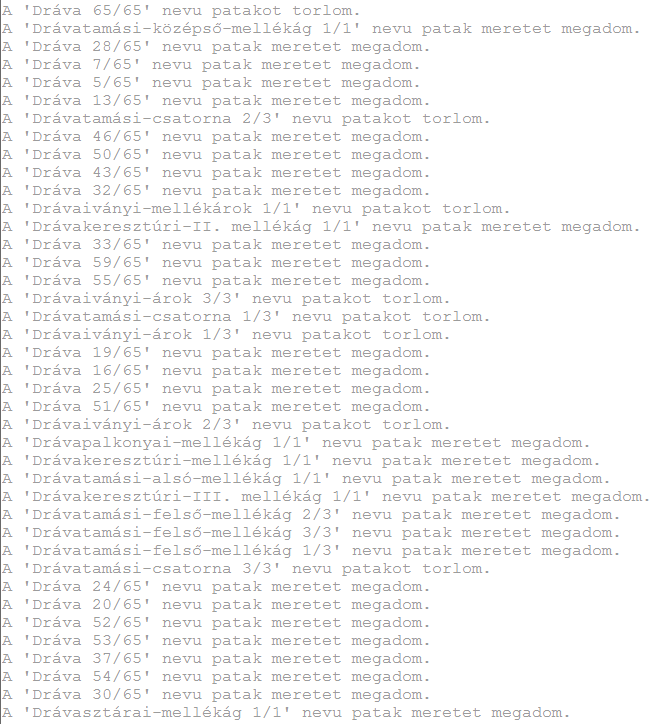 A 'Dráva 65/65' nevu patakot torlom.
A 'Drávatamási-középső-mellékág 1/1' nevu patak meretet megadom.
A 'Dráva 28/65' nevu patak meretet megadom.
A 'Dráva 7/65' nevu patak meretet megadom.
A 'Dráva 5/65' nevu patak meretet megadom.
A 'Dráva 13/65' nevu patak meretet megadom.
A 'Drávatamási-csatorna 2/3' nevu patakot torlom.
A 'Dráva 46/65' nevu patak meretet megadom.
A 'Dráva 50/65' nevu patak meretet megadom.
A 'Dráva 43/65' nevu patak meretet megadom.
A 'Dráva 32/65' nevu patak meretet megadom.
A 'Drávaiványi-mellékárok 1/1' nevu patakot torlom.
A 'Drávakeresztúri-II. mellékág 1/1' nevu patak meretet megadom.
A 'Dráva 33/65' nevu patak meretet megadom.
A 'Dráva 59/65' nevu patak meretet megadom.
A 'Dráva 55/65' nevu patak meretet megadom.
A 'Drávaiványi-árok 3/3' nevu patakot torlom.
A 'Drávatamási-csatorna 1/3' nevu patakot torlom.
A 'Drávaiványi-árok 1/3' nevu patakot torlom.
A 'Dráva 19/65' nevu patak meretet megadom.
A 'Dráva 16/65' nevu patak meretet megadom.
A 'Dráva 25/65' nevu patak meretet megadom.
A 'Dráva 51/65' nevu patak meretet megadom.
A 'Drávaiványi-árok 2/3' nevu patakot torlom.
A 'Drávapalkonyai-mellékág 1/1' nevu patak meretet megadom.
A 'Drávakeresztúri-mellékág 1/1' nevu patak meretet megadom.
A 'Drávatamási-alsó-mellékág 1/1' nevu patak meretet megadom.
A 'Drávakeresztúri-III. mellékág 1/1' nevu patak meretet megadom.
A 'Drávatamási-felső-mellékág 2/3' nevu patak meretet megadom.
A 'Drávatamási-felső-mellékág 3/3' nevu patak meretet megadom.
A 'Drávatamási-felső-mellékág 1/3' nevu patak meretet megadom.
A 'Drávatamási-csatorna 3/3' nevu patakot torlom.
A 'Dráva 24/65' nevu patak meretet megadom.
A 'Dráva 20/65' nevu patak meretet megadom.
A 'Dráva 52/65' nevu patak meretet megadom.
A 'Dráva 53/65' nevu patak meretet megadom.
A 'Dráva 37/65' nevu patak meretet megadom.
A 'Dráva 54/65' nevu patak meretet megadom.
A 'Dráva 30/65' nevu patak meretet megadom.
A 'Drávasztárai-mellékág 1/1' nevu patak meretet megadom.